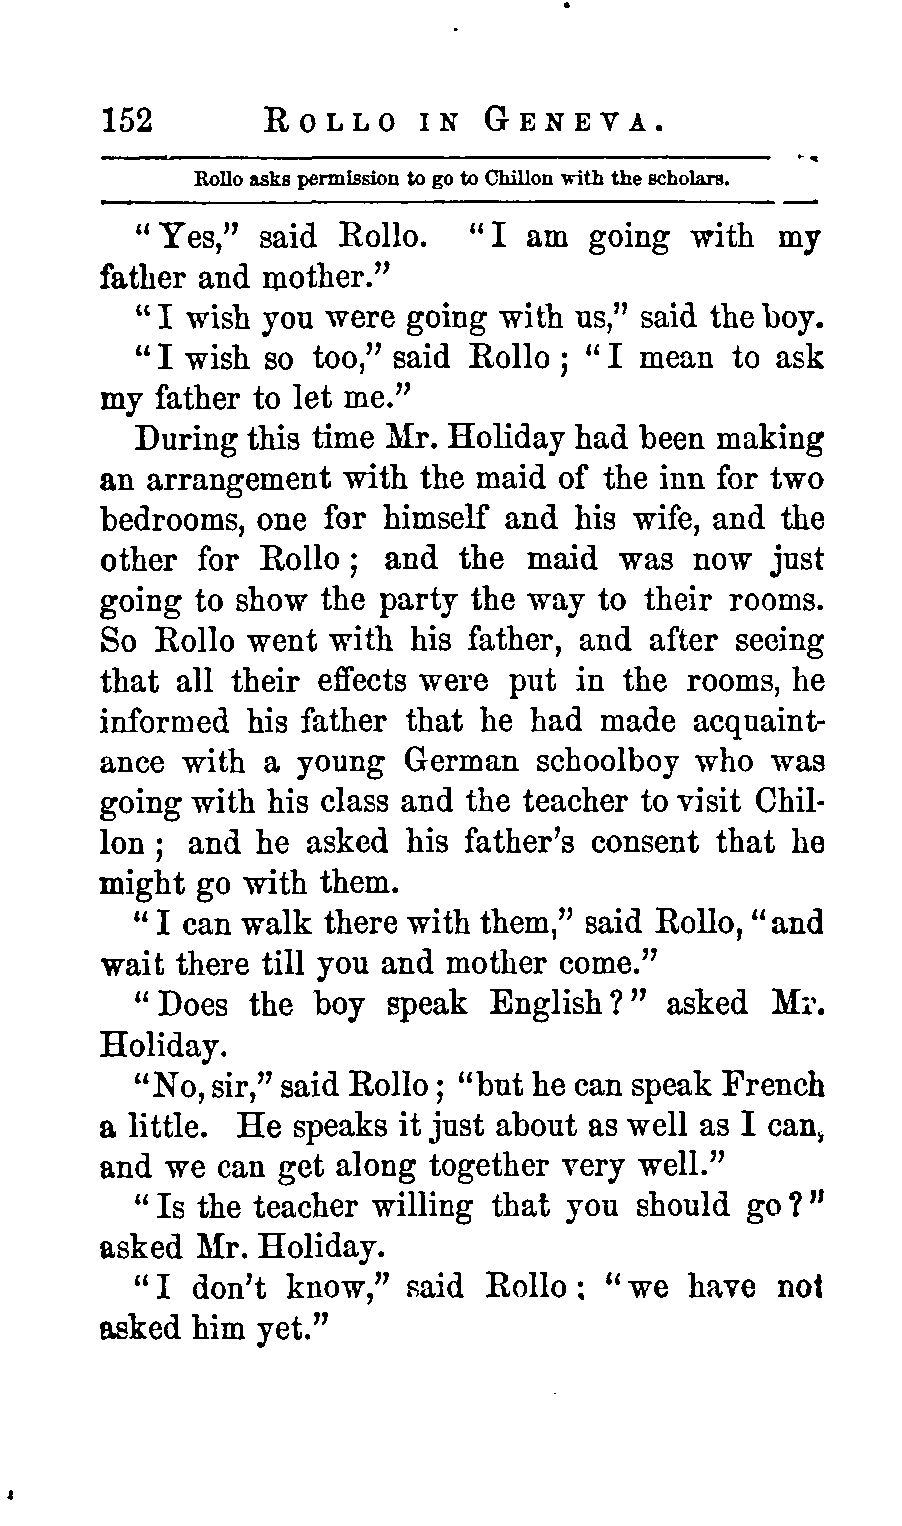 152 ROLLO IN GENEVA.
Rollo asks permission to go to Chillon with the scholars.
"Yes," said Rollo. "I am going with my
father and mother."
"I wish you were going with us," said the boy.
"I wish so too," said Rollo; "I mean to ask
my father to let me."
During this time Mr. Holiday had been making
an arrangement with the maid of the inn for two
bedrooms, one for himself and his wife, and the
other for Rollo; and the maid was now just
going to show the party the way to their rooms.
So Rollo went with his father, and after seeing
that all their effects were put in the rooms, he
informed his father that he had made acquaint-
ance with a young German schoolboy who was
going with his class and the teacher to visit Chil-
lon; and he asked his father's consent that he
might go with them.
"I can walk there with them," said Rollo, "and
wait there till you and mother come."
"Does the boy speak English?" asked Mr.
Holiday.
"No, sir," said Rollo; "but he can speak French
a little. He speaks it just about as well as I can,
and we can get along together very well."
"Is the teacher willing that you should go?"
asked Mr. Holiday.
"I don't know," said Rollo; "we have not
asked him yet."